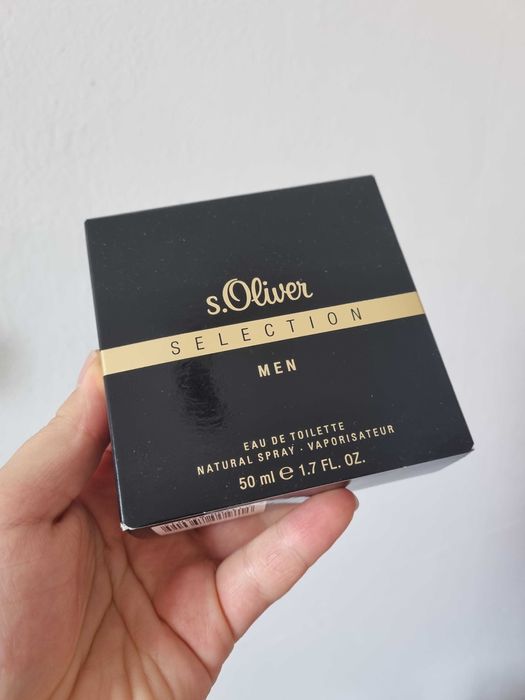 s.Oliver
SELECTION
MEN
EAU DE TOILETTE
NATURAL SPRAY · VAPORISATEUR
50 ml ℮ 1.7 FL. OZ.